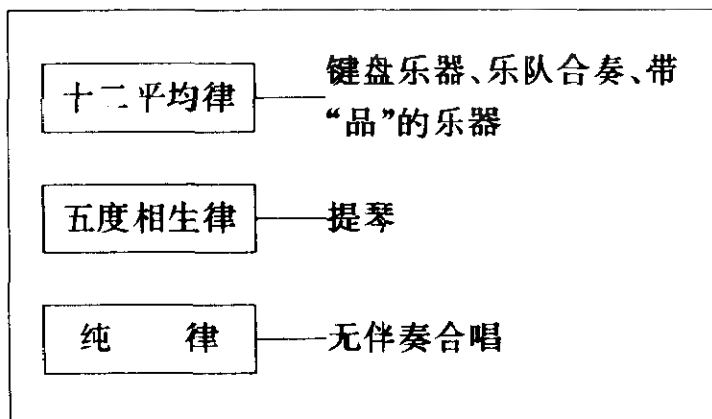 十二平均律
键盘乐器、乐队合奏、带
“品”的乐器
五度相生律
提琴
纯 律
无伴奏合唱